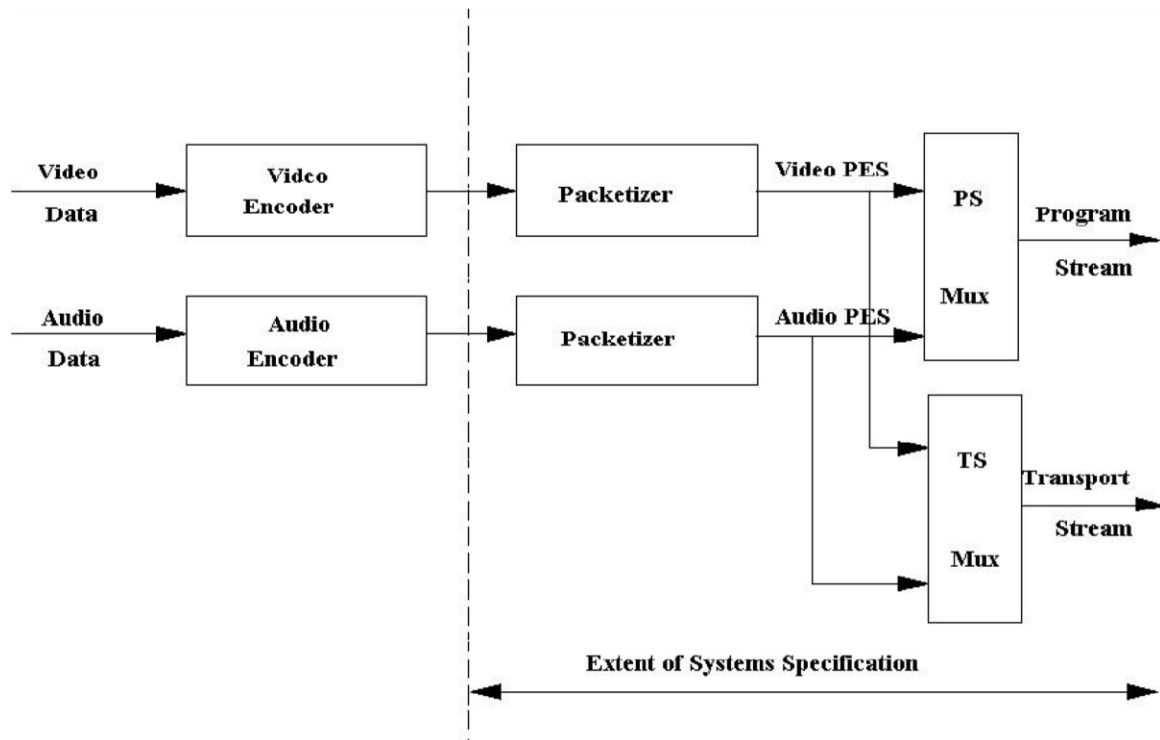 Video
Data
Video
Encoder
Packetizer
Video PES
PS
Mux
Program
Stream
Audio
Data
Audio
Encoder
Packetizer
Audio PES
TS
Mux
Transport
Stream
Extent of Systems Specification